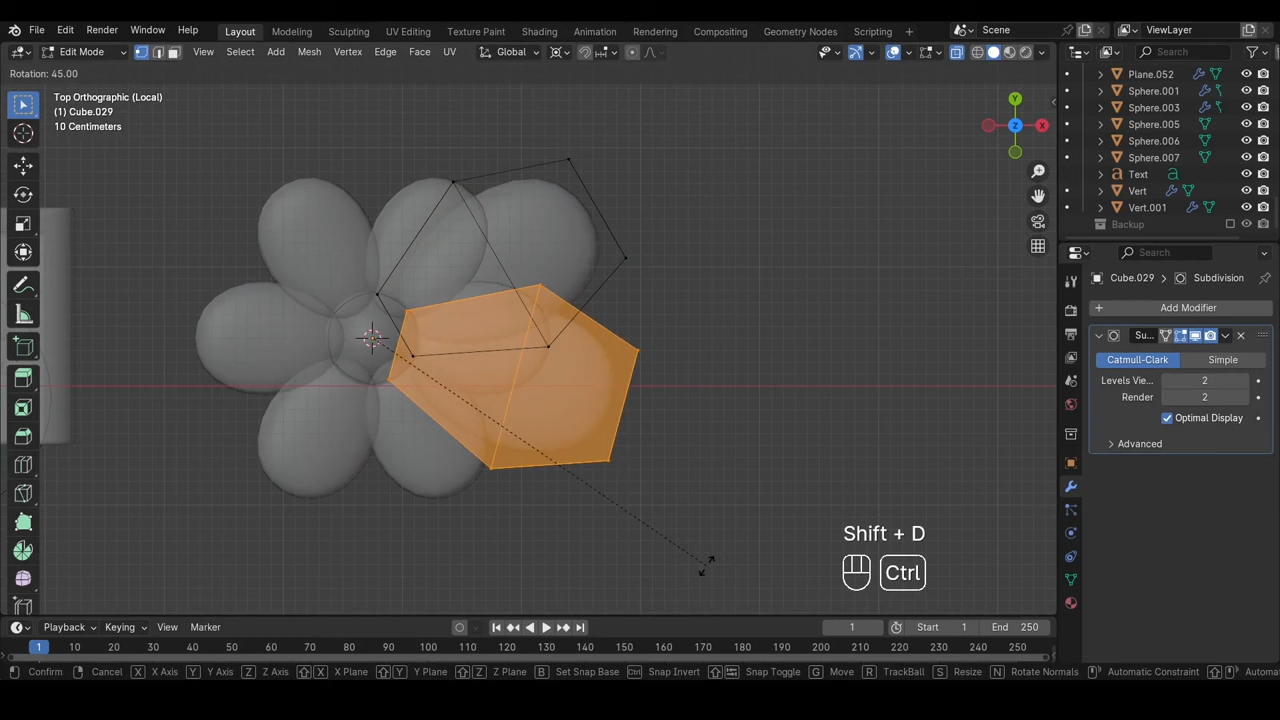 File Edit Render Window Help Layout Modeling Sculpting UV Editing Texture Paint Shading Animation Rendering Compositing Geometry Nodes Scripting + Scene ViewLayer
Edit Mode View Select Add Mesh Vertex Edge Face UV Global Search
Rotation: 45.00
Top Orthographic (Local)
(1) Cube.029
10 Centimeters
Y
X
Z
Plane.052
Sphere.001
Sphere.003
Sphere.005
Sphere.006
Sphere.007
Text
Vert
Vert.001
Backup
Search
Cube.029 > Subdivision
+ Add Modifier
Su...
Catmull-Clark Simple
Levels Vie... 2
Render 2
Optimal Display
Advanced
Shift + D
Ctrl
Playback Keying View Marker 1 Start 1 End 250
1 10 20 30 40 50 60 70 80 90 100 110 120 130 140 150 160 170 180 190 200 210 220 230 240 250
Confirm Cancel X X Axis Y Y Axis Z Z Axis X X Plane Y Y Plane Z Z Plane B Set Snap Base Ctrl Snap Invert Snap Toggle G Move R TrackBall S Resize N Rotate Normals Automatic Constraint Automa